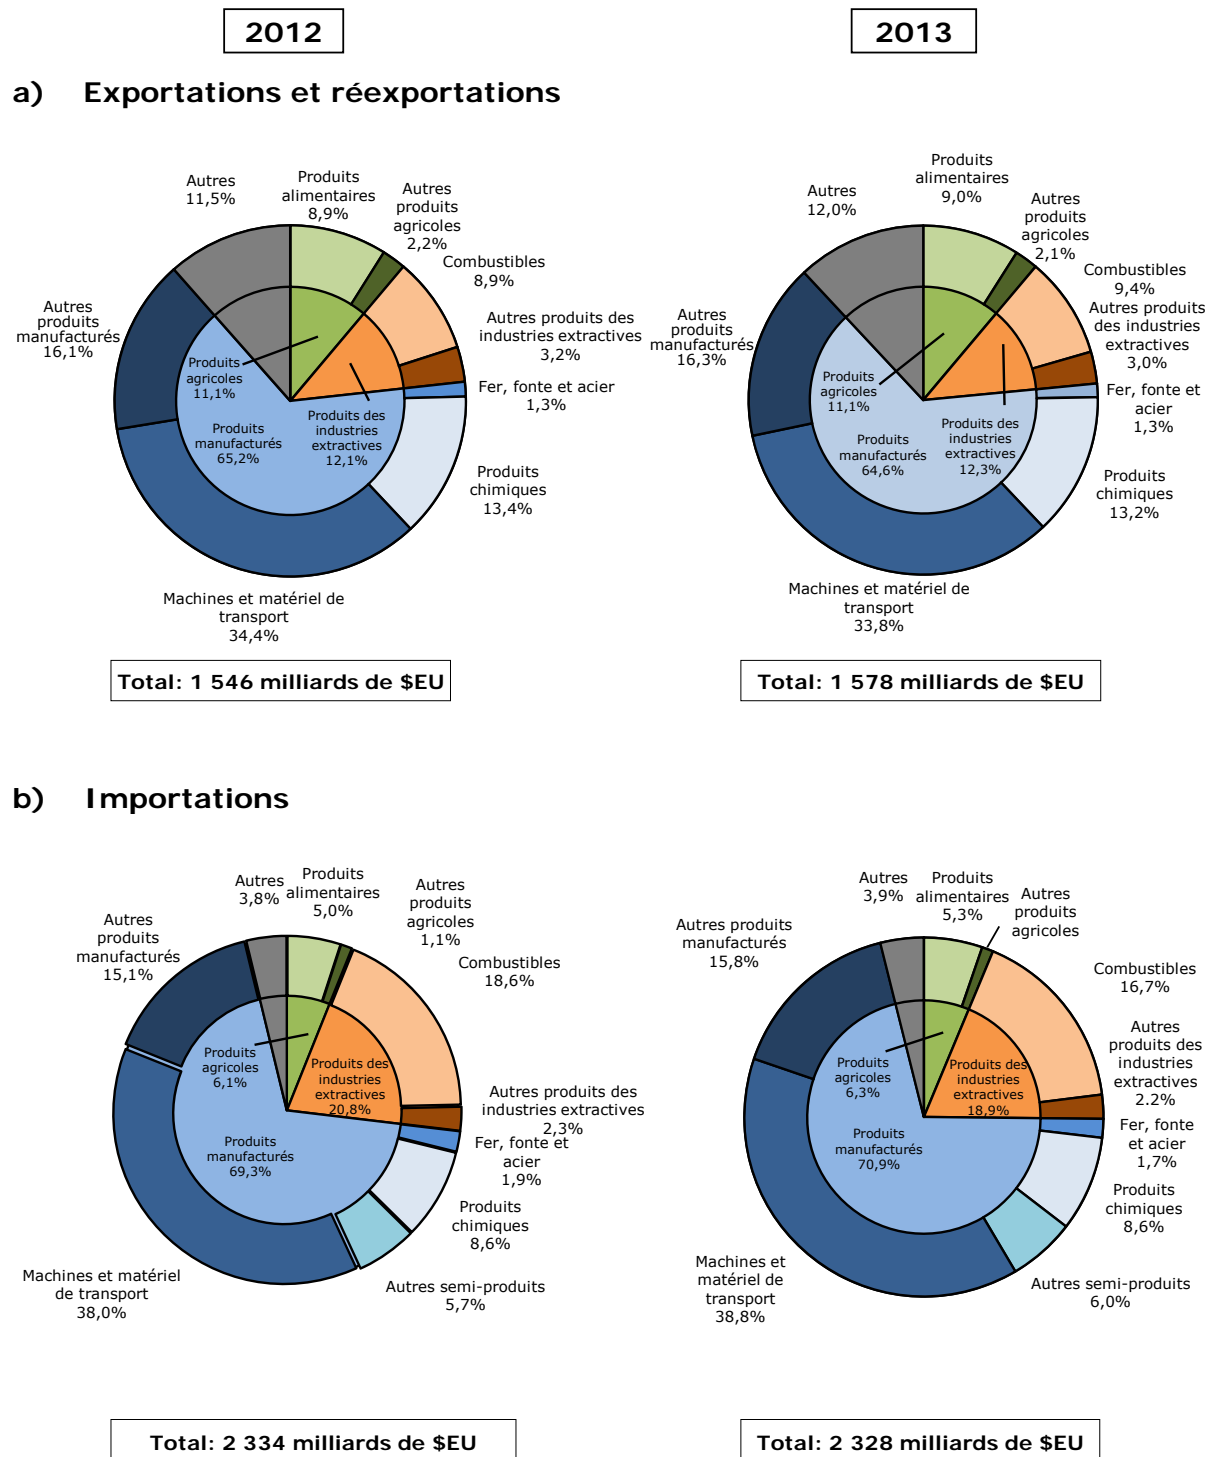 2012
2013
a) Exportations et réexportations
Autres
11,5%
Produits
alimentaires
8,9%
Autres
produits
agricoles
2,2%
Combustibles
8,9%
Autres produits des
industries extractives
3,2%
Fer, fonte et acier
1,3%
Produits
chimiques
13,4%
Machines et matériel de
transport
34,4%
Autres
produits
manufacturés
16,1%
Produits
agricoles
11,1%
Produits
manufacturés
65,2%
Produits des
industries
extractives
12,1%
Total: 1 546 milliards de $EU
Autres
12,0%
Produits
alimentaires
9,0%
Autres
produits
agricoles
2,1%
Combustibles
9,4%
Autres produits
des industries
extractives
3,0%
Fer, fonte et
acier
1,3%
Produits
chimiques
13,2%
Machines et matériel de
transport
33,8%
Autres
produits
manufacturés
16,3%
Produits
agricoles
11,1%
Produits
manufacturés
64,6%
Produits des
industries
extractives
12,3%
Total: 1 578 milliards de $EU
b) Importations
Autres
3,8%
Produits
alimentaires
5,0%
Autres
produits
agricoles
1,1%
Combustibles
18,6%
Autres produits des
industries extractives
2,3%
Fer, fonte et
acier
1,9%
Produits
chimiques
8,6%
Autres semi-produits
5,7%
Machines et matériel
de transport
38,0%
Autres
produits
manufacturés
15,1%
Produits
agricoles
6,1%
Produits des
industries
extractives
20,8%
Produits
manufacturés
69,3%
Total: 2 334 milliards de $EU
Autres
3,9%
Produits
alimentaires
5,3%
Autres
produits
agricoles
Combustibles
16,7%
Autres
produits des
industries
extractives
2.2%
Fer, fonte
et acier
1,7%
Produits
chimiques
8,6%
Autres semi-produits
6,0%
Machines et
matériel de
transport
38,8%
Autres produits
manufacturés
15,8%
Produits
agricoles
6,3%
Produits des
industries
extractives
18,9%
Produits
manufacturés
70,9%
Total: 2 328 milliards de $EU